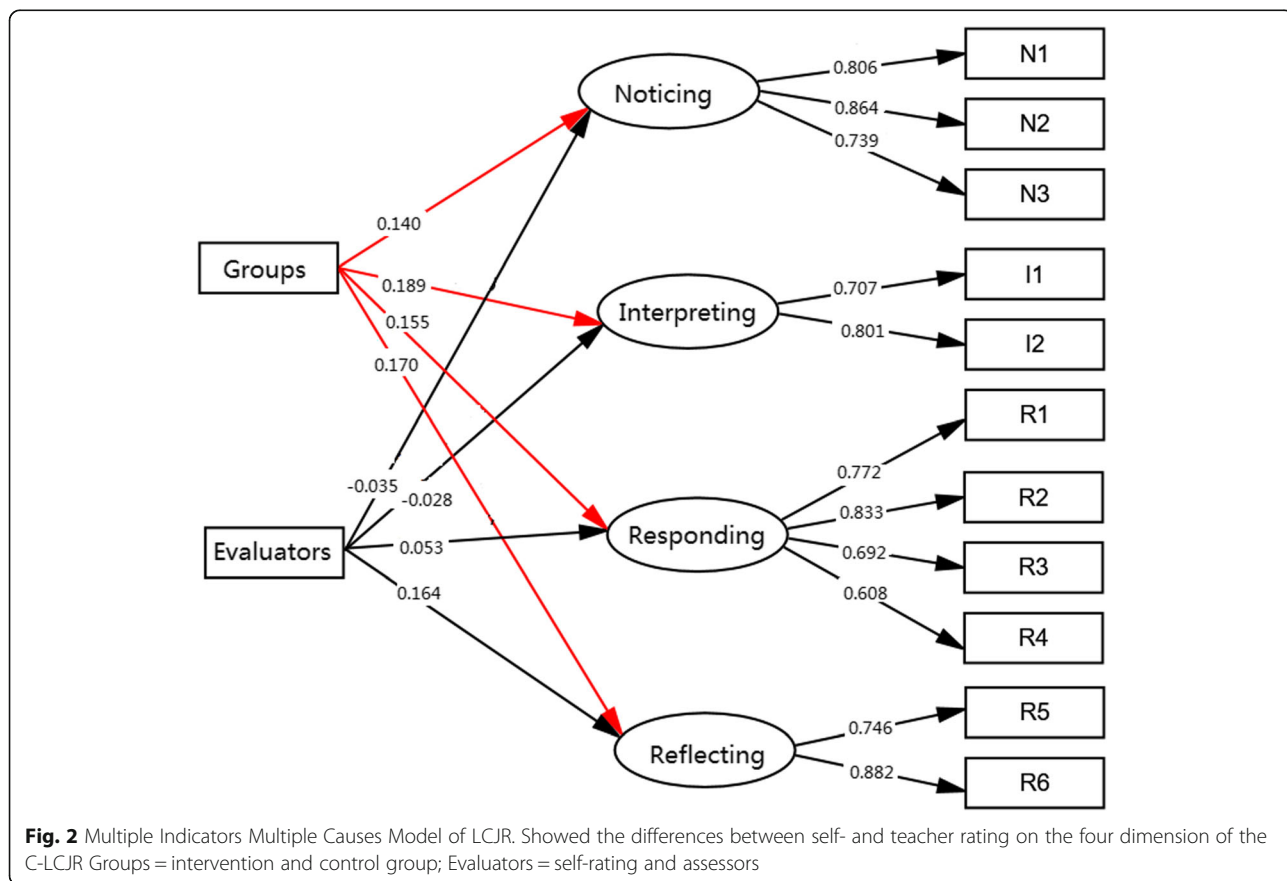 N1
0.806
Noticing
0.864
N2
0.739
N3
0.140
Groups
0.189
I1
0.707
Interpreting
0.155
0.801
I2
0.170
R1
0.772
-0.035
-0.028
R2
0.833
Responding
Evaluators
0.053
0.692
R3
0.164
0.608
R4
R5
0.746
Reflecting
0.882
R6
Fig. 2 Multiple Indicators Multiple Causes Model of LCJR. Showed the differences between self- and teacher rating on the four dimension of the
C-LCJR Groups = intervention and control group; Evaluators = self-rating and assessors